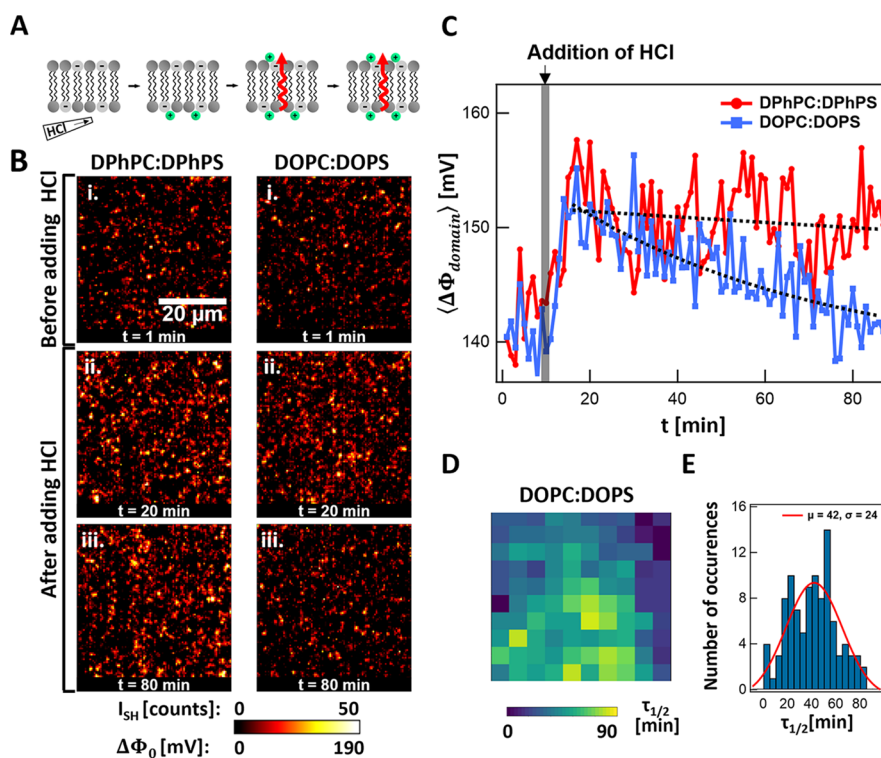 A
HCl
B
DPhPC:DPhPS
DOPC:DOPS
Before adding HCl
After adding HCl
i.
20 µm
t = 1 min
i.
t = 1 min
ii.
t = 20 min
ii.
t = 20 min
iii.
t = 80 min
iii.
t = 80 min
I_SH [counts]: 0 50
ΔΦ_0 [mV]: 0 190
C
Addition of HCl
DPhPC:DPhPS
DOPC:DOPS
⟨ΔΦ_domain⟩ [mV]
160
150
140
0 20 40 60 80
t [min]
D
DOPC:DOPS
0 90
τ_1/2
[min]
E
μ = 42, σ = 24
Number of occurences
16
12
8
4
0
0 20 40 60 80
τ_1/2 [min]